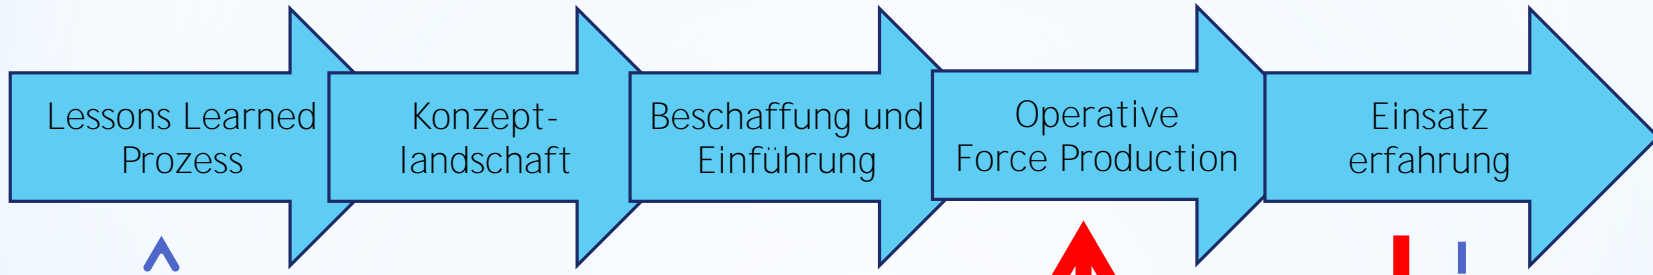 Lessons Learned
Prozess
Konzept-
landschaft
Beschaffung und
Einführung
Operative
Force Production
Einsatz
erfahrung